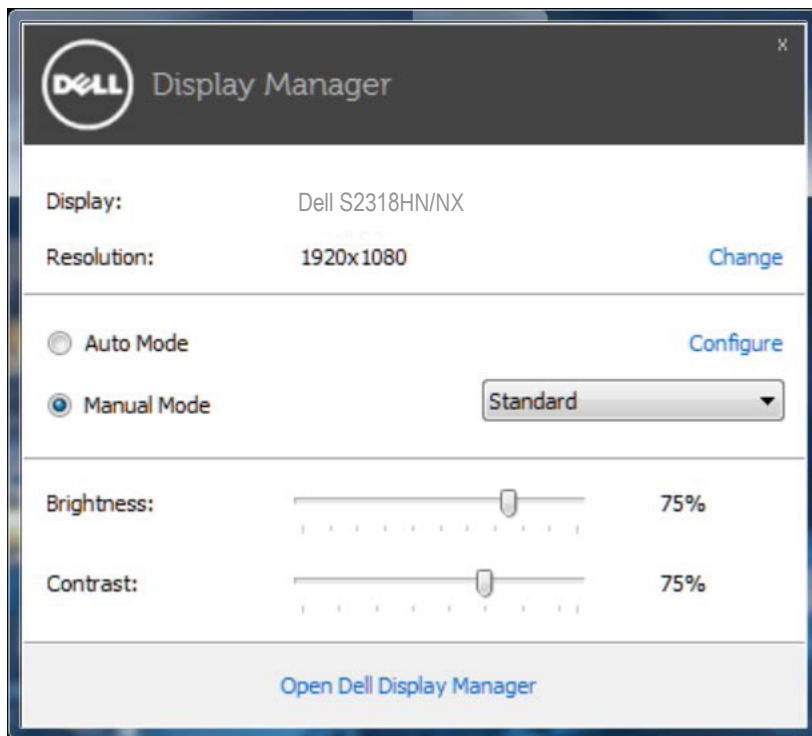 DELL Display Manager
x
Display: Dell S2318HN/NX
Resolution: 1920x1080 Change
Auto Mode Configure
Manual Mode Standard
Brightness: 75%
Contrast: 75%
Open Dell Display Manager